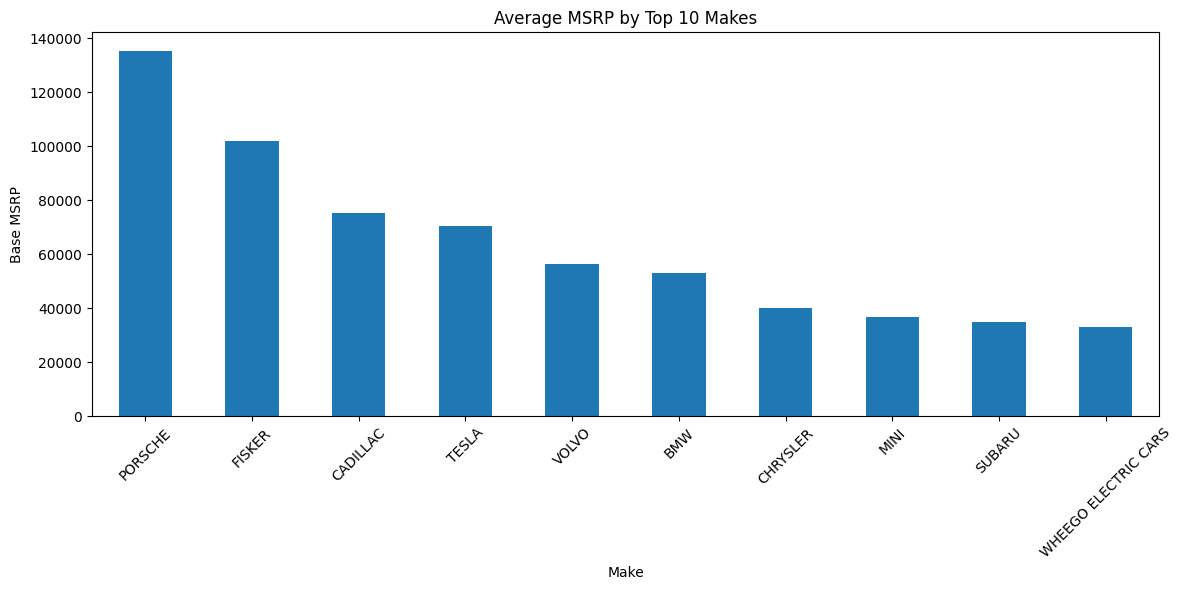 Average MSRP by Top 10 Makes
Base MSRP
140000
120000
100000
80000
60000
40000
20000
0
PORSCHE
FISKER
CADILLAC
TESLA
VOLVO
BMW
CHRYSLER
MINI
SUBARU
WHEEGO ELECTRIC CARS
Make